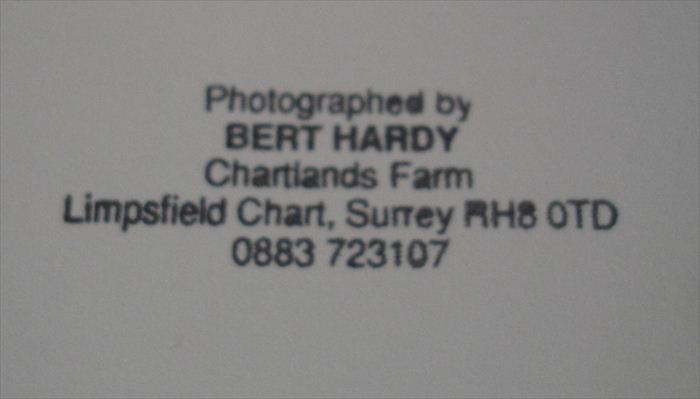 Photographed by
BERT HARDY
Chartlands Farm
Limpsfield Chart, Surrey RH8 0TD
0883 723107